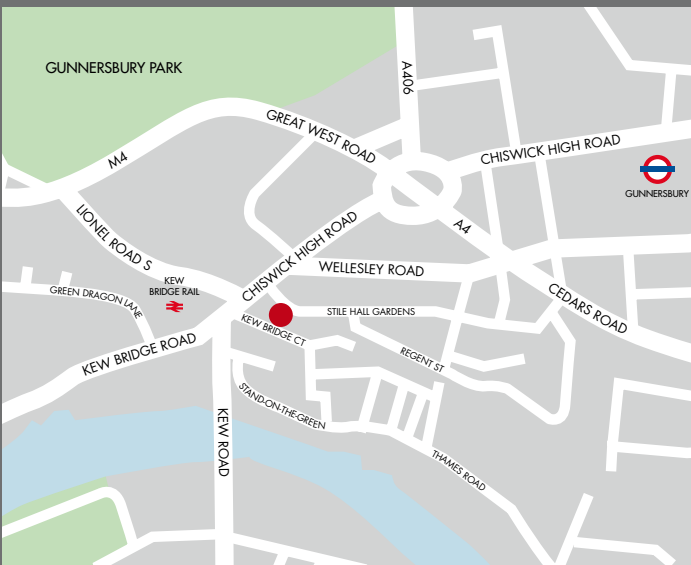 GUNNERSBURY PARK
A406
GREAT WEST ROAD
M4
CHISWICK HIGH ROAD
GUNNERSBURY
LIONEL ROAD S
CHISWICK HIGH ROAD
A4
WELLESLEY ROAD
KEW
BRIDGE RAIL
GREEN DRAGON LANE
CEDARS ROAD
STILE HALL GARDENS
KEW BRIDGE CT
KEW BRIDGE ROAD
REGENT ST
STAND-ON-THE-GREEN
KEW ROAD
THAMES ROAD